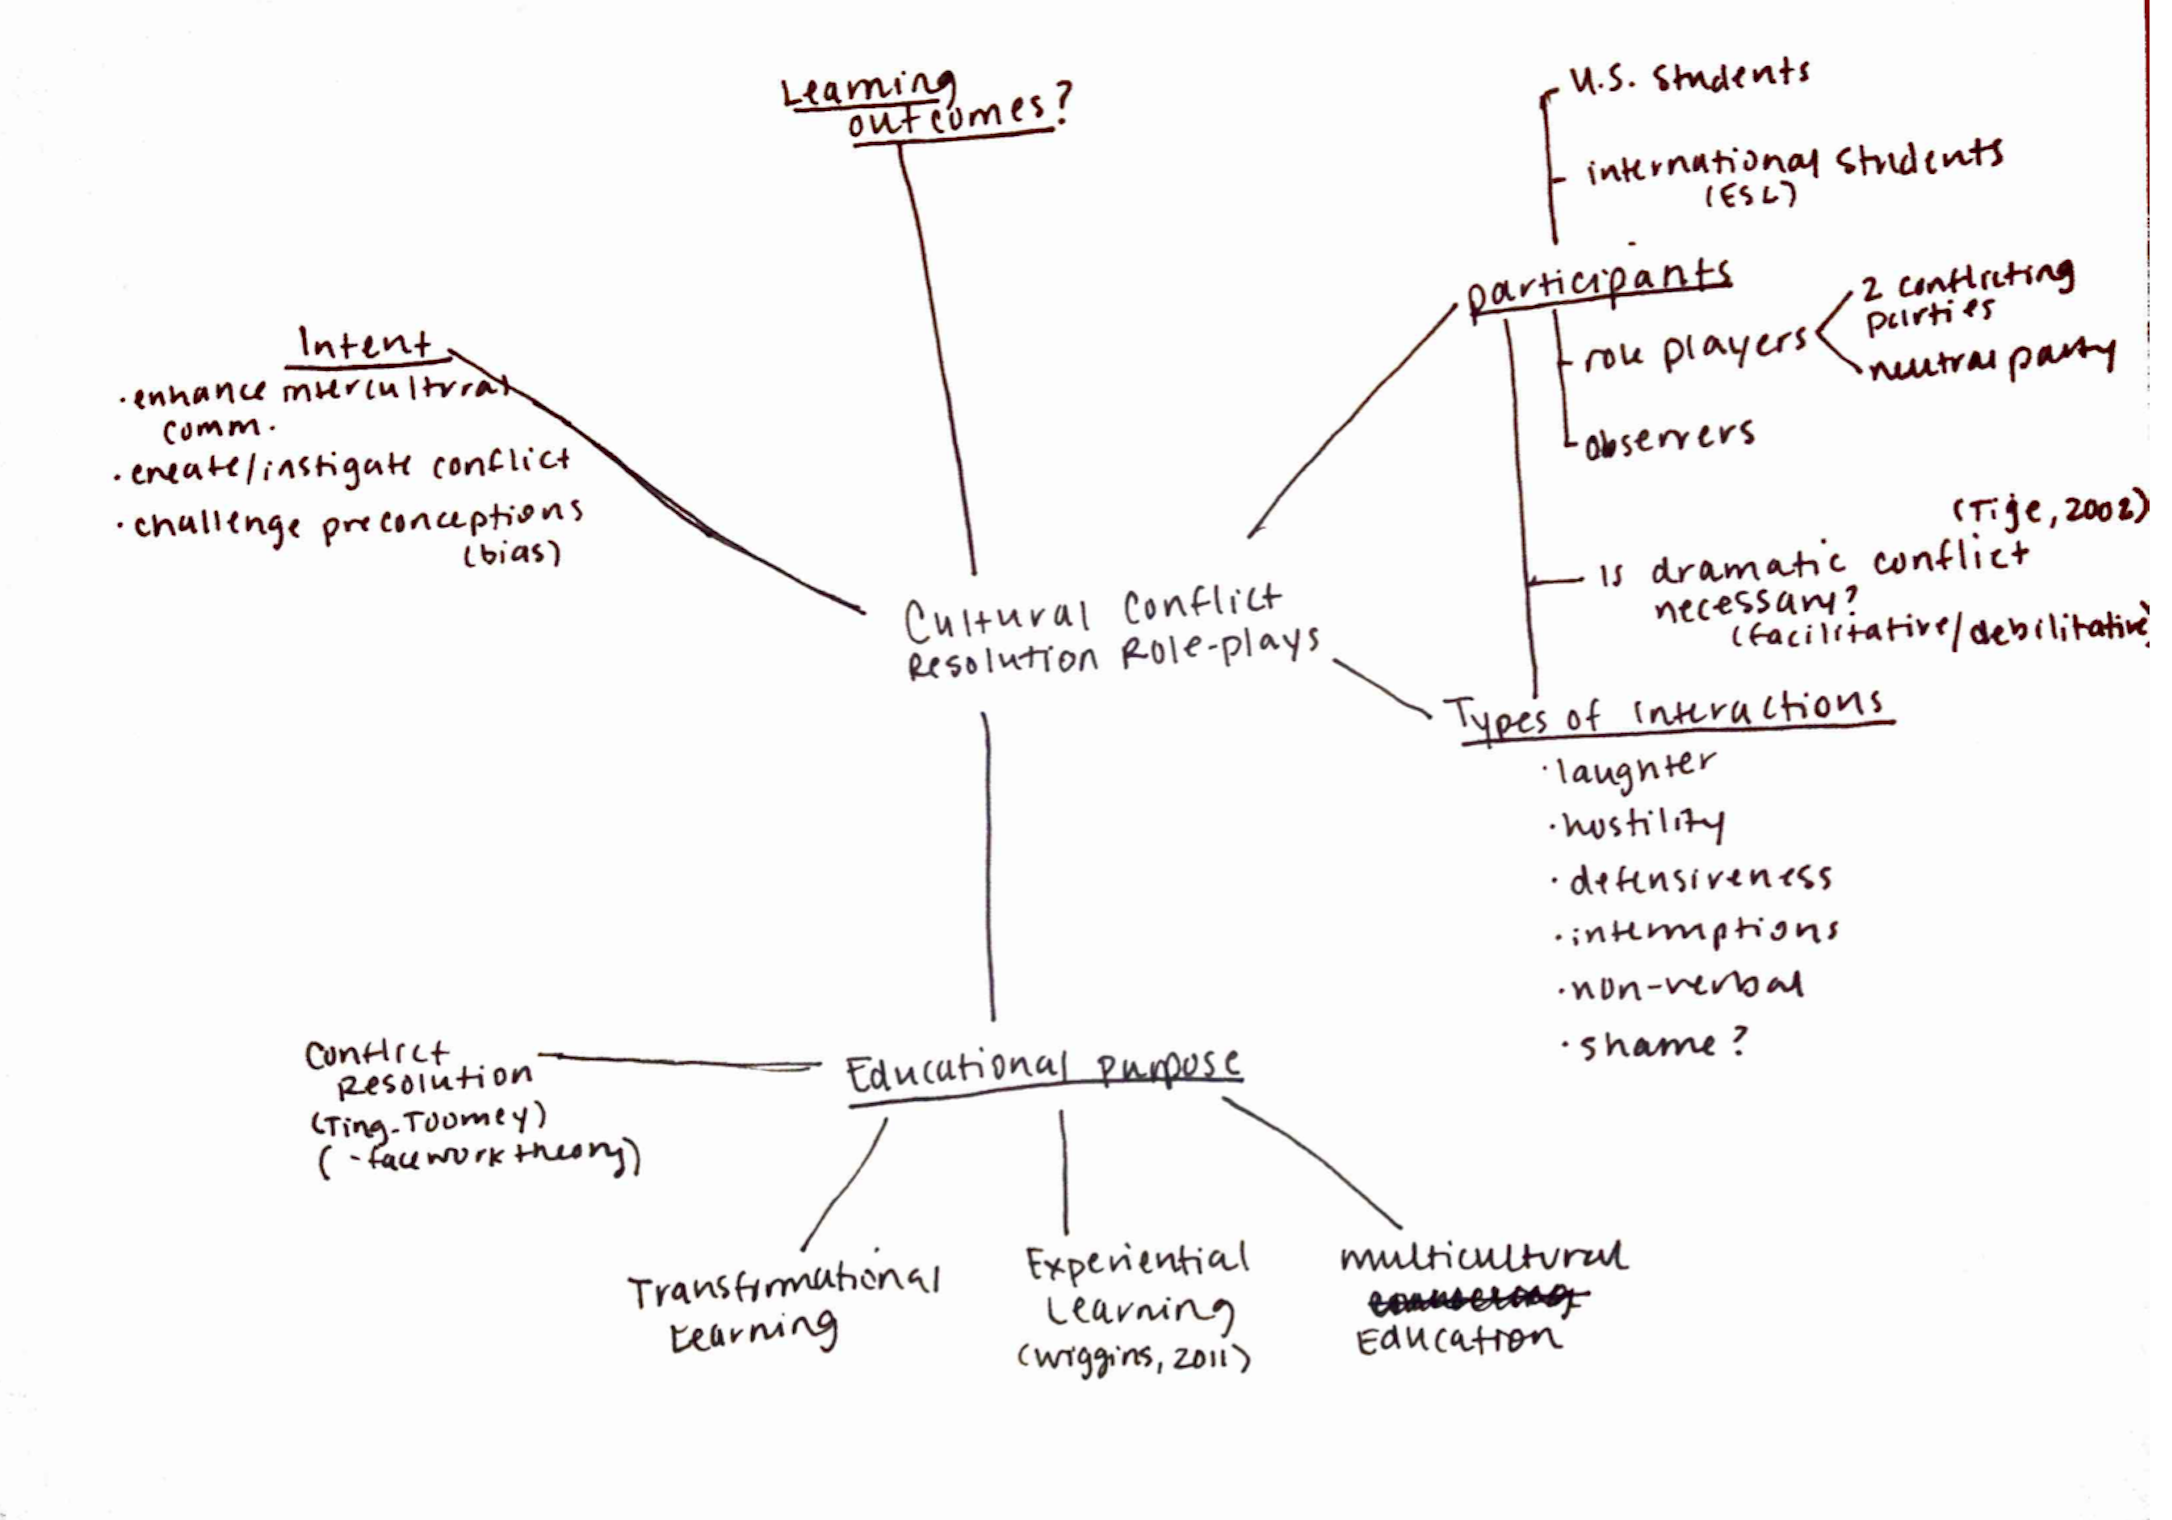 Learning
outcomes?
U.S. Students
international Students
(ESL)
participants
role players
2 conflicting
parties
neutral party
observers
Intent
· enhance intercultural
comm.
· create/instigate conflict
· challenge preconceptions
(bias)
(Tije, 2002)
Is dramatic conflict
necessary?
(facilitative/debilitative)
Cultural Conflict
Resolution Role-plays
Types of interactions
· laughter
· hostility
· defensiveness
· interruptions
· non-verbal
· shame?
Educational purpose
Conflict
Resolution
(Ting-Toomey)
( - facework theory)
Transformational
Learning
Experiential
Learning
(Wiggins, 2011)
multicultural
Education